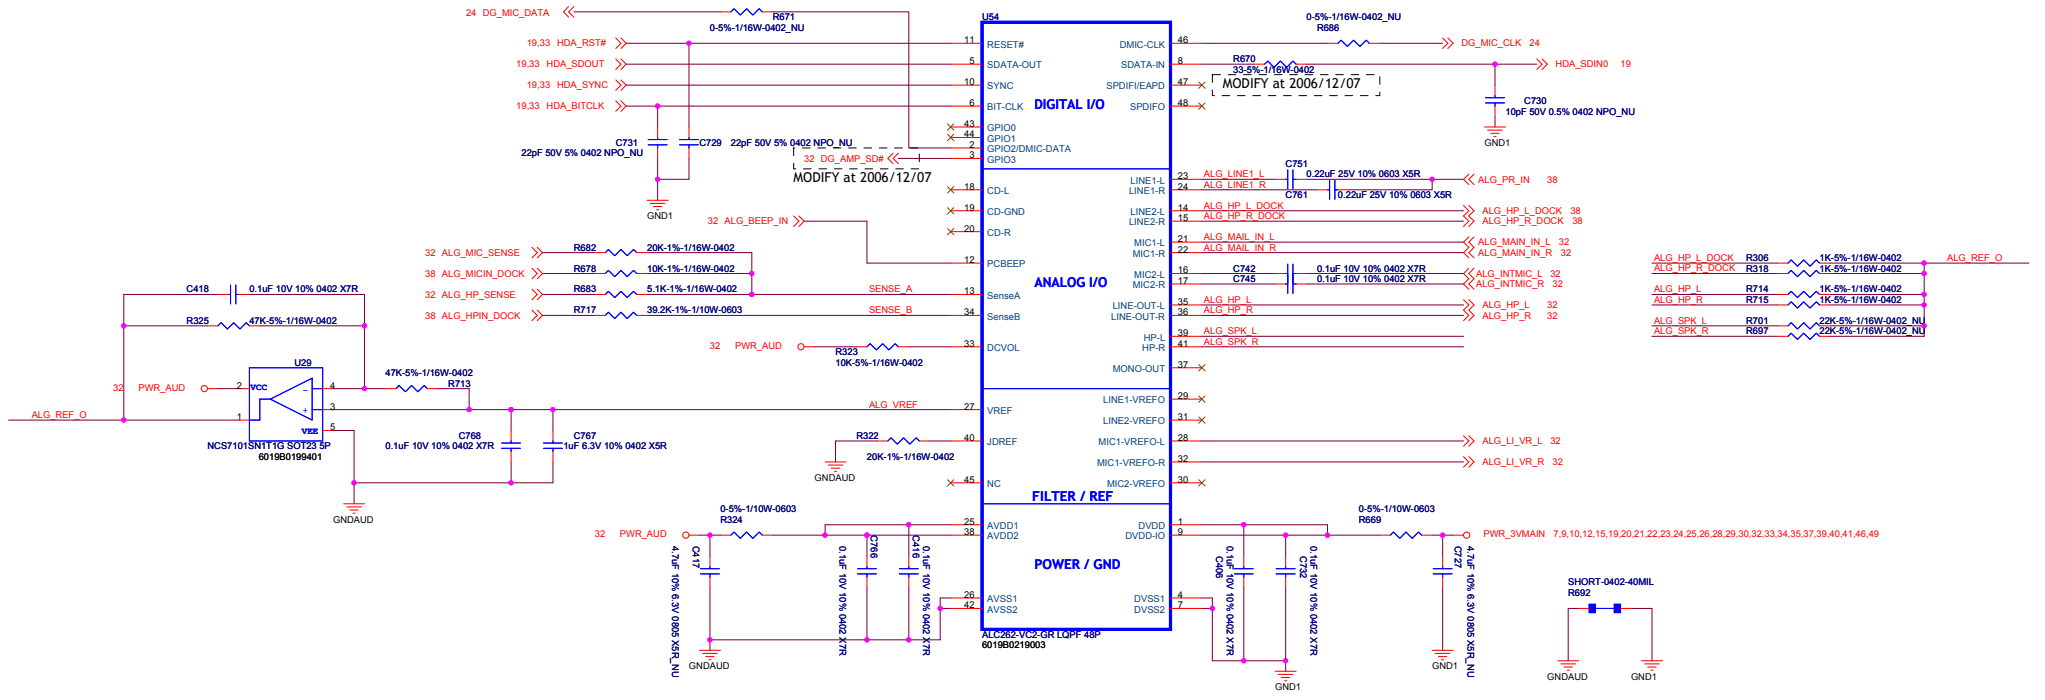 24 DG_MIC_DATA
R671
0-5%-1/16W-0402_NU
U54
0-5%-1/16W-0402_NU
R686
19,33 HDA_RST#
11 RESET#
DMIC-CLK 46
DG_MIC_CLK 24
19,33 HDA_SDOUT
5 SDATA-OUT
SDATA-IN 8
R670
33-5%-1/16W-0402
HDA_SDIN0 19
19,33 HDA_SYNC
10 SYNC
SPDIFI/EAPD 47
MODIFY at 2006/12/07
19,33 HDA_BITCLK
6 BIT-CLK
DIGITAL I/O
SPDIFO 48
C730
10pF 50V 0.5% 0402 NPO_NU
GND1
43 GPIO0
44 GPIO1
2 GPIO2/DMIC-DATA
3 GPIO3
C731
22pF 50V 5% 0402 NPO_NU
C729 22pF 50V 5% 0402 NPO_NU
32 DG_AMP_SD#
MODIFY at 2006/12/07
GND1
18 CD-L
19 CD-GND
20 CD-R
LINE1-L 23 ALG_LINE1_L
LINE1-R 24 ALG_LINE1_R
C751
0.22uF 25V 10% 0603 X5R
C761 0.22uF 25V 10% 0603 X5R
ALG_PR_IN 38
LINE2-L 14 ALG_HP_L_DOCK
LINE2-R 15 ALG_HP_R_DOCK
ALG_HP_L_DOCK 38
ALG_HP_R_DOCK 38
32 ALG_BEEP_IN
MIC1-L 21 ALG_MAIL_IN_L
MIC1-R 22 ALG_MAIL_IN_R
ALG_MAIN_IN_L 32
ALG_MAIN_IN_R 32
32 ALG_MIC_SENSE R682 20K-1%-1/16W-0402
12 PCBEEP
38 ALG_MICIN_DOCK R678 10K-1%-1/16W-0402
MIC2-L 16 C742 0.1uF 10V 10% 0402 X7R
MIC2-R 17 C745 0.1uF 10V 10% 0402 X7R
ALG_INTMIC_L 32
ALG_INTMIC_R 32
ANALOG I/O
32 ALG_HP_SENSE R683 5.1K-1%-1/16W-0402 SENSE_A
13 SenseA
38 ALG_HPIN_DOCK R717 39.2K-1%-1/10W-0603 SENSE_B
34 SenseB
LINE-OUT-L 35 ALG_HP_L
LINE-OUT-R 36 ALG_HP_R
ALG_HP_L 32
ALG_HP_R 32
HP-L 39 ALG_SPK_L
HP-R 41 ALG_SPK_R
32 PWR_AUD
R323
10K-5%-1/16W-0402
33 DCVOL
MONO-OUT 37
ALG_HP_L_DOCK R306 1K-5%-1/16W-0402 ALG_REF_O
ALG_HP_R_DOCK R318 1K-5%-1/16W-0402
ALG_HP_L R714 1K-5%-1/16W-0402
ALG_HP_R R715 1K-5%-1/16W-0402
ALG_SPK_L R701 22K-5%-1/16W-0402_NU
ALG_SPK_R R697 22K-5%-1/16W-0402_NU
C418 0.1uF 10V 10% 0402 X7R
R325 47K-5%-1/16W-0402
U29
47K-5%-1/16W-0402
R713
32 PWR_AUD
2 VCC
- 4
+ 3
ALG_REF_O
1
VEE 5
NCS7101SN1T1G SOT23 5P
6019B0199401
GNDAUD
ALG_VREF
27 VREF
C768
0.1uF 10V 10% 0402 X7R
C767
1uF 6.3V 10% 0402 X5R
R322
20K-1%-1/16W-0402
GNDAUD
40 JDREF
45 NC
LINE1-VREFO 29
LINE2-VREFO 31
MIC1-VREFO-L 28
ALG_LI_VR_L 32
MIC1-VREFO-R 32
ALG_LI_VR_R 32
MIC2-VREFO 30
FILTER / REF
0-5%-1/10W-0603
R324
32 PWR_AUD
25 AVDD1
38 AVDD2
C417
4.7uF 10% 6.3V 0805 X5R_NU
C766
0.1uF 10V 10% 0402 X7R
C416
0.1uF 10V 10% 0402 X7R
26 AVSS1
42 AVSS2
GNDAUD
POWER / GND
DVDD 1
DVDD-IO 9
DVSS1 4
DVSS2 7
0.1uF 10V 10% 0402 X7R
C406
0.1uF 10V 10% 0402 X7R
C732
GND1
0-5%-1/10W-0603
R669
PWR_3VMAIN 7,9,10,12,15,19,20,21,22,23,24,25,26,28,29,30,32,33,34,35,37,39,40,41,46,49
C727
4.7uF 10% 6.3V 0805 X5R_NU
GND1
ALC262-VC2-GR LQPF 48P
6019B0219003
SHORT-0402-40MIL
R692
GNDAUD
GND1